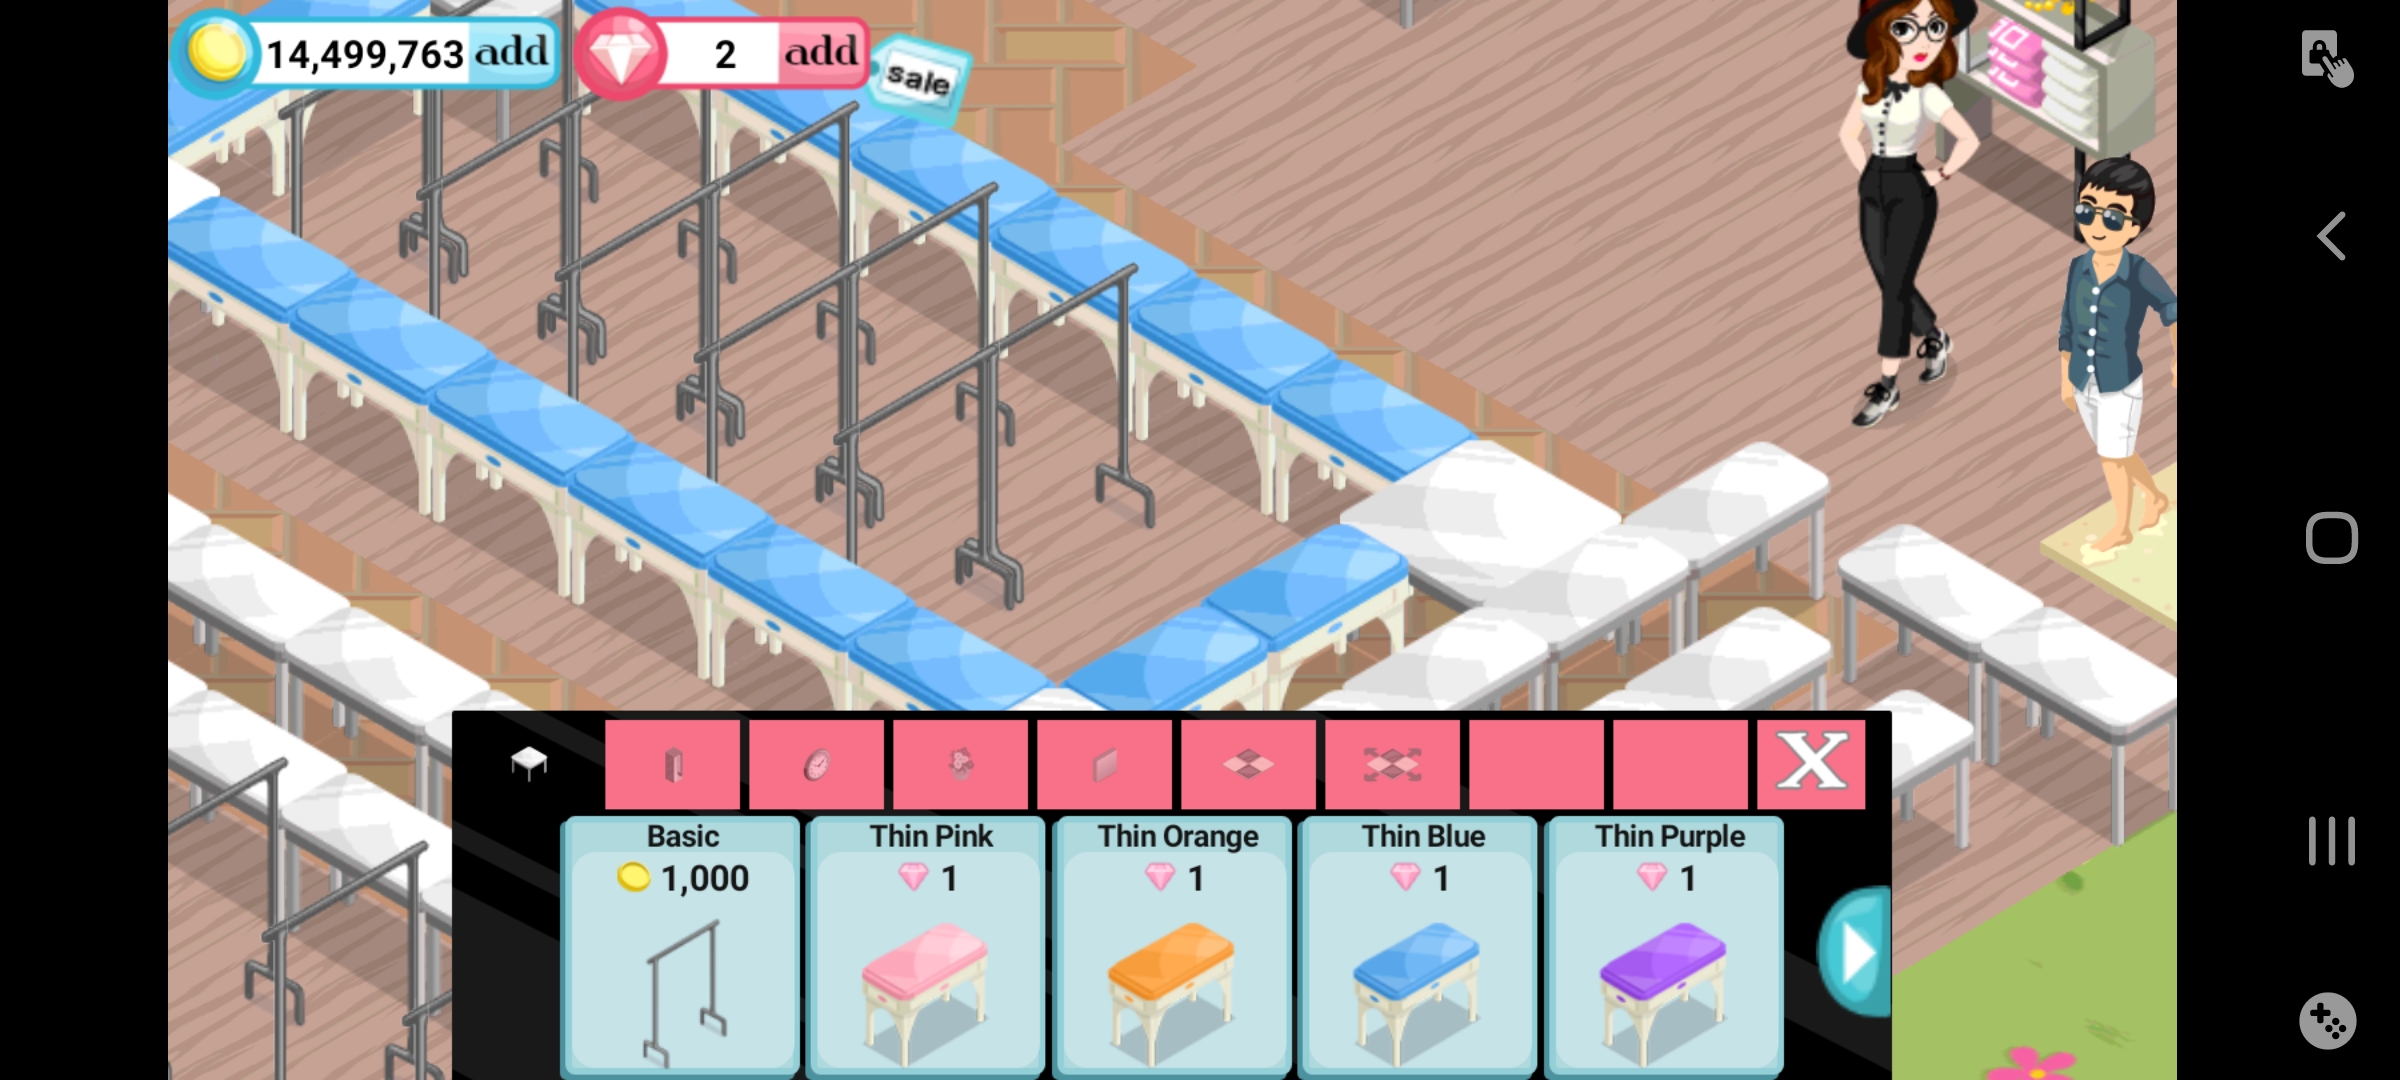 14,499,763 add
2 add
sale
10
X
Basic
1,000
Thin Pink
1
Thin Orange
1
Thin Blue
1
Thin Purple
1